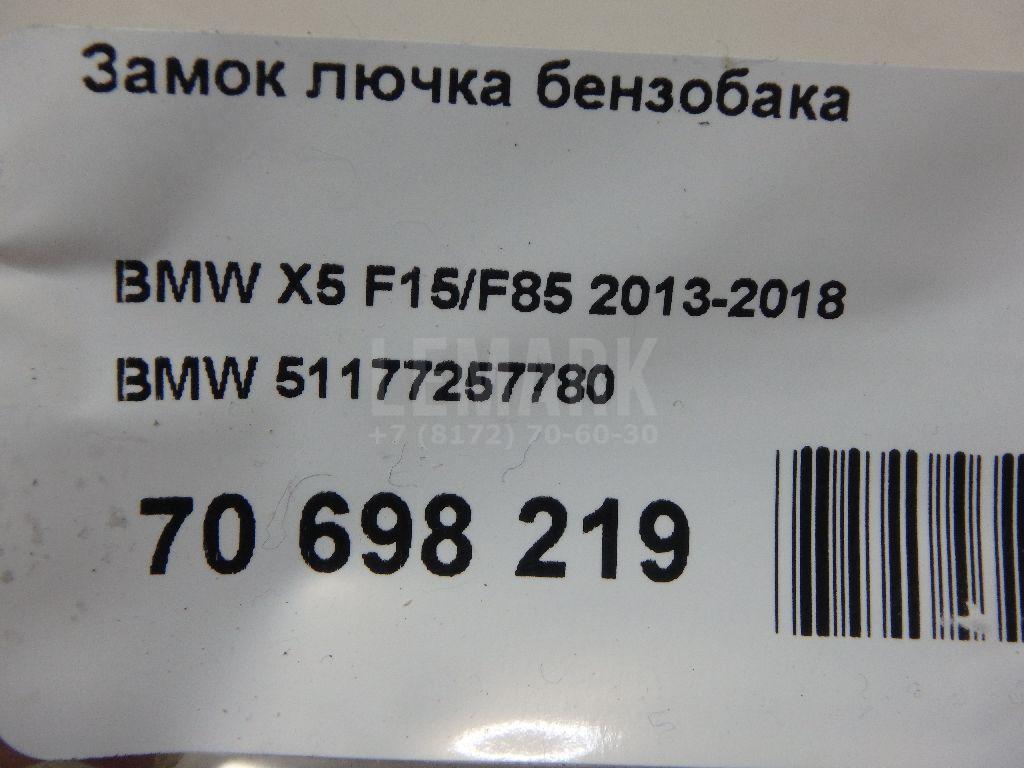 Замок лючка бензобака
BMW X5 F15/F85 2013-2018
BMW 51177257780
LEMARK
+7 (8172) 70-60-30
70 698 219